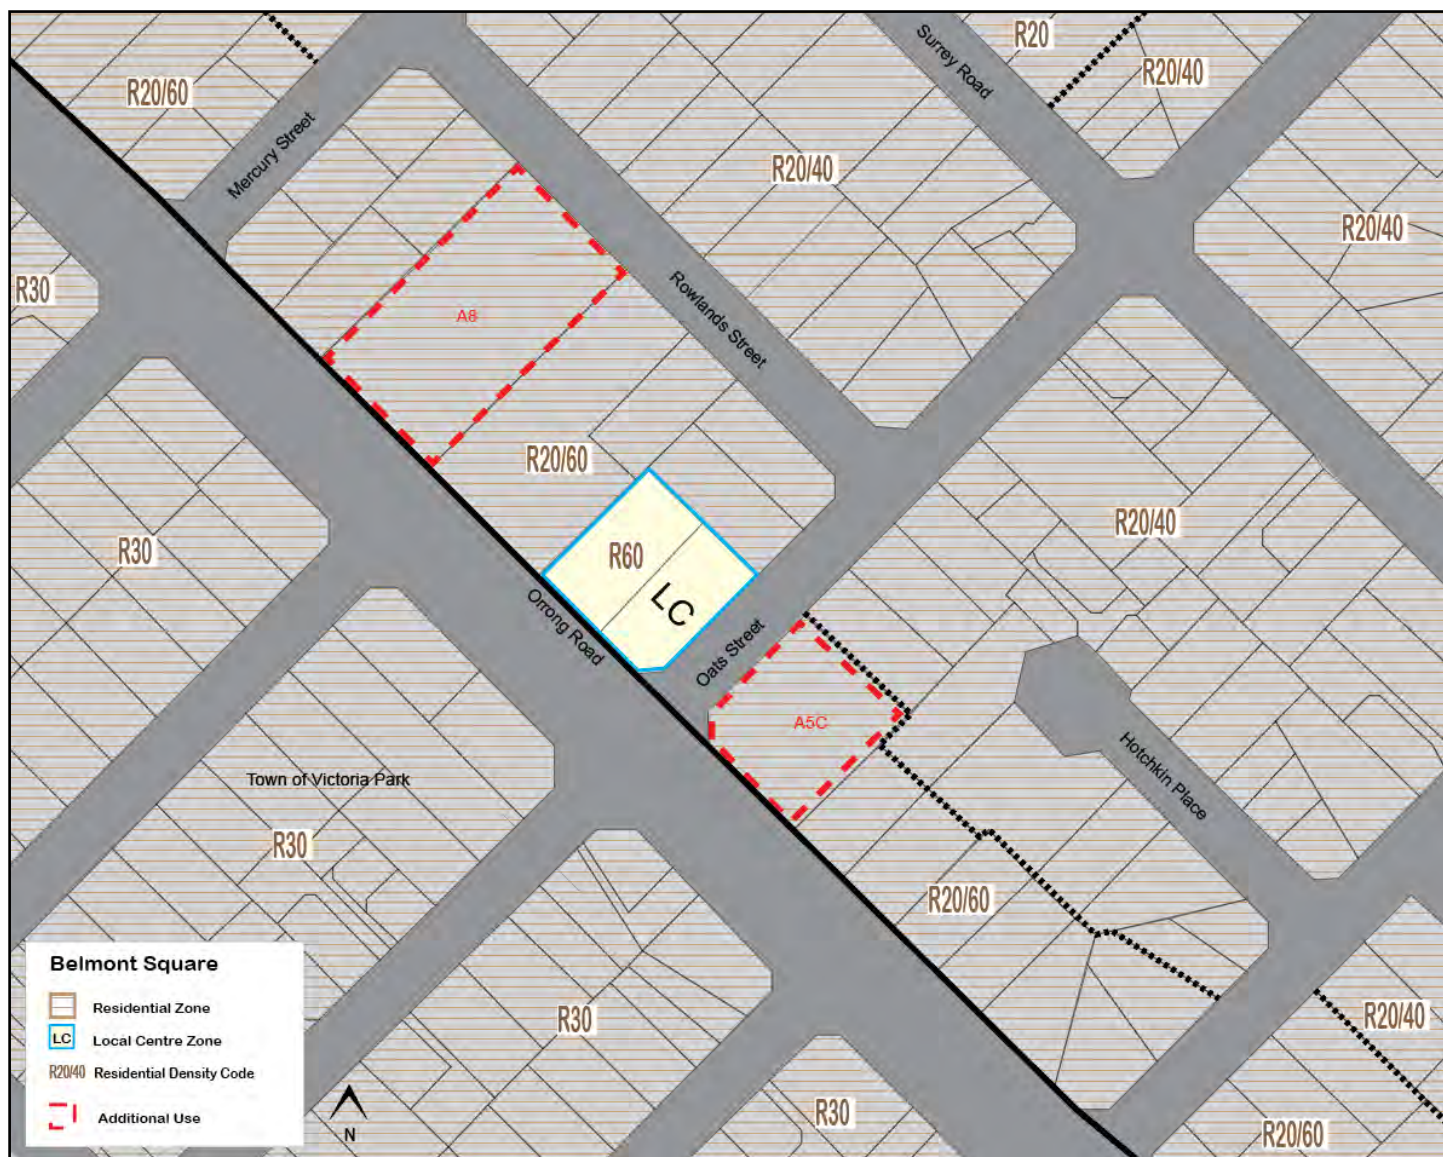 R20
Surrey Road
R20/40
R20/60
Mercury Street
R20/40
R20/40
R30
A8
Rowlands Street
R20/60
R20/40
R30
R60
LC
Orrong Road
Oats Street
A5C
Hotchkin Place
Town of Victoria Park
R30
R20/60
R30
R20/40
R30
R20/60
Belmont Square
Residential Zone
LC Local Centre Zone
R20/40 Residential Density Code
Additional Use
N